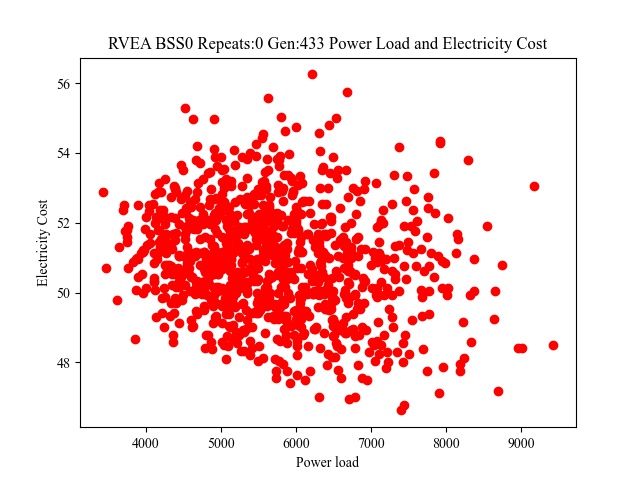 RVEA BSS0 Repeats:0 Gen:433 Power Load and Electricity Cost
56
54
52
50
48
Electricity Cost
4000 5000 6000 7000 8000 9000
Power load